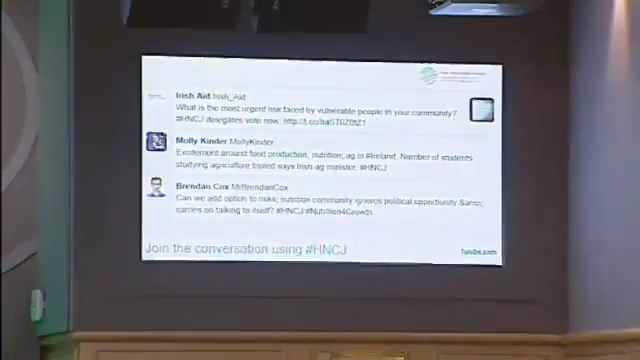 Irish Aid Irish_Aid
What is the most urgent risk faced by vulnerable people in your community?
#HNCJ delegates vote now.
Molly Kinder MollyKinder
Excitement around food production, nutrition, ag in #Ireland. Number of students
studying agriculture tripled says Irish ag minister. #HNCJ
Brendan Cox MrBrendanCox
Can we add option to risks; nutrition community ignores political opportunity &amp;
carries on talking to itself? #HNCJ #Nutrition4Growth
Join the conversation using #HNCJ